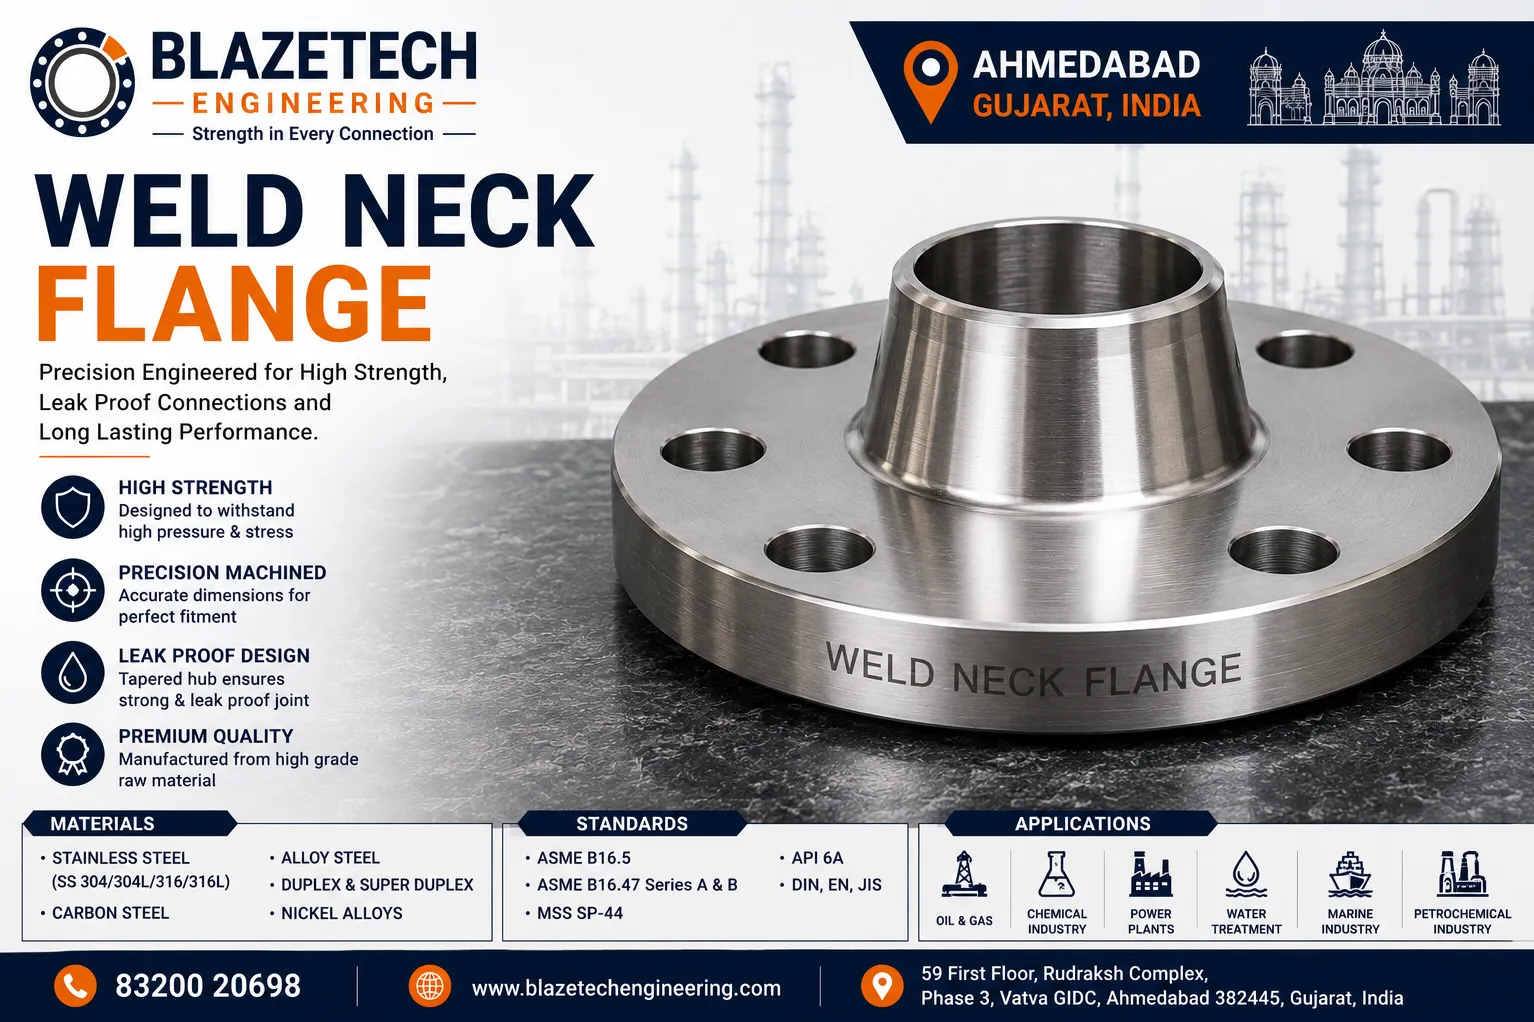 BLAZETECH
ENGINEERING
Strength in Every Connection
AHMEDABAD
GUJARAT, INDIA
WELD NECK
FLANGE
Precision Engineered for High Strength,
Leak Proof Connections and
Long Lasting Performance.
HIGH STRENGTH
Designed to withstand
high pressure & stress
PRECISION MACHINED
Accurate dimensions for
perfect fitment
LEAK PROOF DESIGN
Tapered hub ensures
strong & leak proof joint
PREMIUM QUALITY
Manufactured from high grade
raw material
WELD NECK FLANGE
MATERIALS
• STAINLESS STEEL
(SS 304/304L/316/316L)
• CARBON STEEL
• ALLOY STEEL
• DUPLEX & SUPER DUPLEX
• NICKEL ALLOYS
STANDARDS
• ASME B16.5
• ASME B16.47 Series A & B
• MSS SP-44
• API 6A
• DIN, EN, JIS
APPLICATIONS
OIL & GAS
CHEMICAL
INDUSTRY
POWER
PLANTS
WATER
TREATMENT
MARINE
INDUSTRY
PETROCHEMICAL
INDUSTRY
83200 20698
www.blazetechengineering.com
59 First Floor, Rudraksh Complex,
Phase 3, Vatva GIDC, Ahmedabad 382445, Gujarat, India